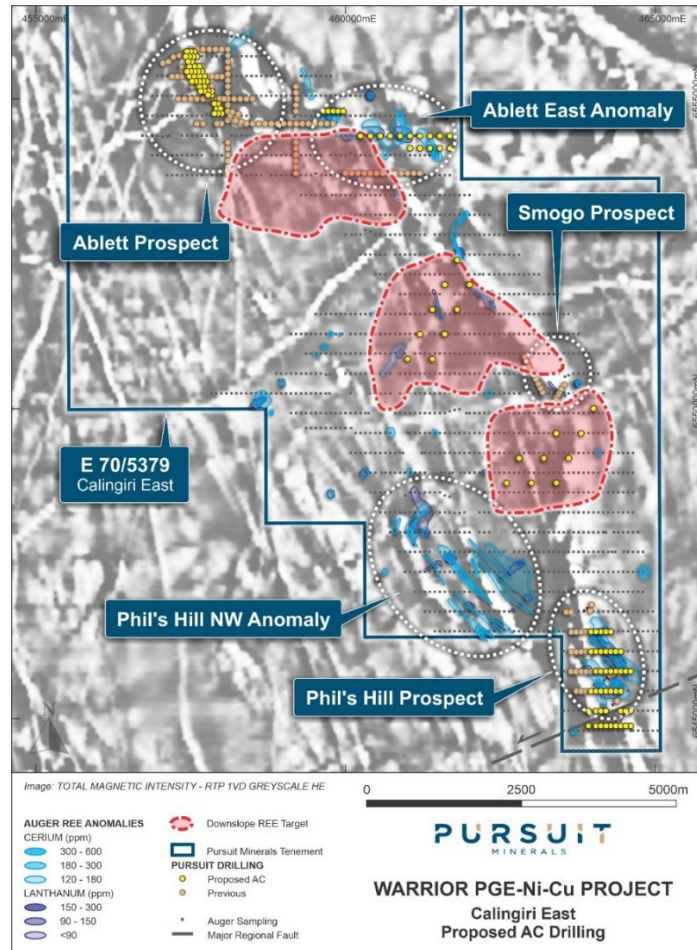 455000mE
460000mE
465000mE
6555000mN
Ablett East Anomaly
Ablett Prospect
Smogo Prospect
6550000mN
E 70/5379
Calingiri East
Phil's Hill NW Anomaly
Phil's Hill Prospect
N
Image: TOTAL MAGNETIC INTENSITY - RTP 1VD GREYSCALE HE
AUGER REE ANOMALIES
CERIUM (ppm)
300 - 600
180 - 300
120 - 180
LANTHANUM (ppm)
150 - 300
90 - 150
<90
Downslope REE Target
Pursuit Minerals Tenement
PURSUIT DRILLING
Proposed AC
Previous
Auger Sampling
Major Regional Fault
0 2500 5000m
PURSUIT
MINERALS
WARRIOR PGE-Ni-Cu PROJECT
Calingiri East
Proposed AC Drilling